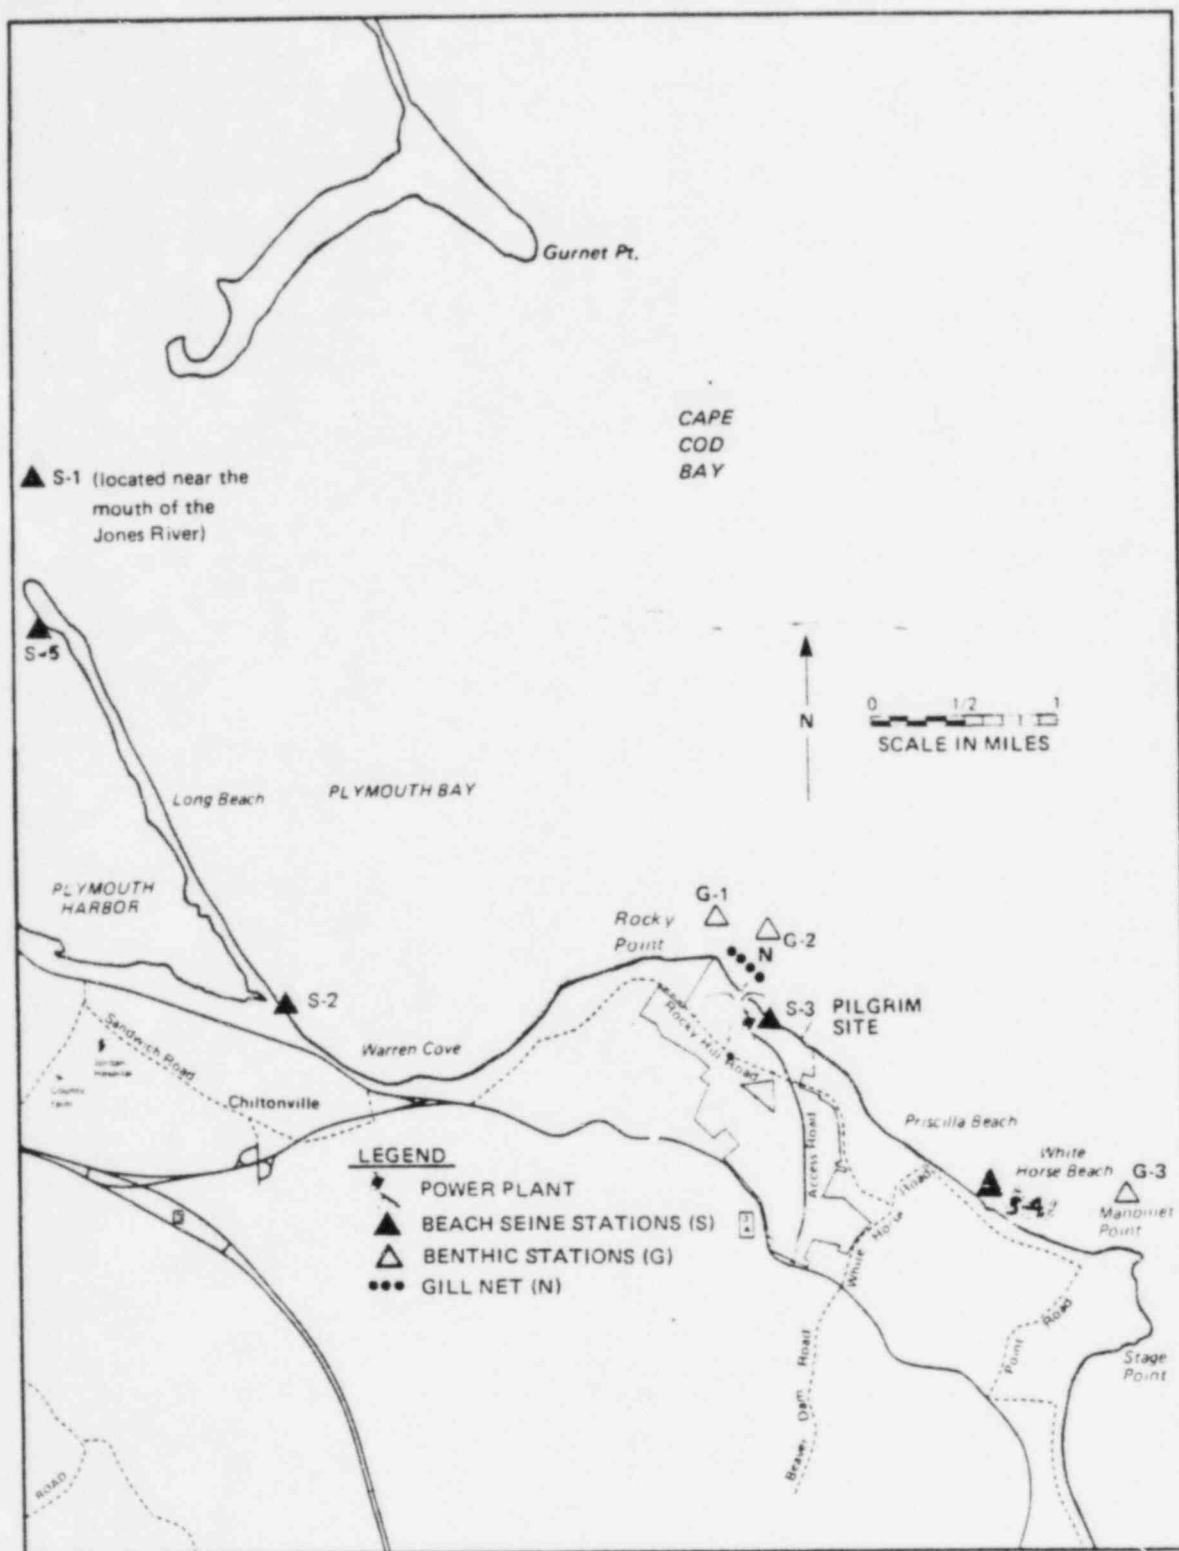 Gurnet Pt.
CAPE
COD
BAY
S-1 (located near the
mouth of the
Jones River)
S-5
N
0 1/2 1
SCALE IN MILES
Long Beach
PLYMOUTH BAY
PLYMOUTH
HARBOR
G-1
Rocky
Point
G-2
N
S-2
S-3
PILGRIM
SITE
Sandwich Road
Rocky Hill Road
Warren Cove
County
Chiltonville
Access Road
Priscilla Beach
White
Horse Beach
G-3
S-4
Point
White Horse Road
LEGEND
POWER PLANT
BEACH SEINE STATIONS (S)
BENTHIC STATIONS (G)
GILL NET (N)
3
Beaver Dam Road
Point Road
Stage
Point
ROAD